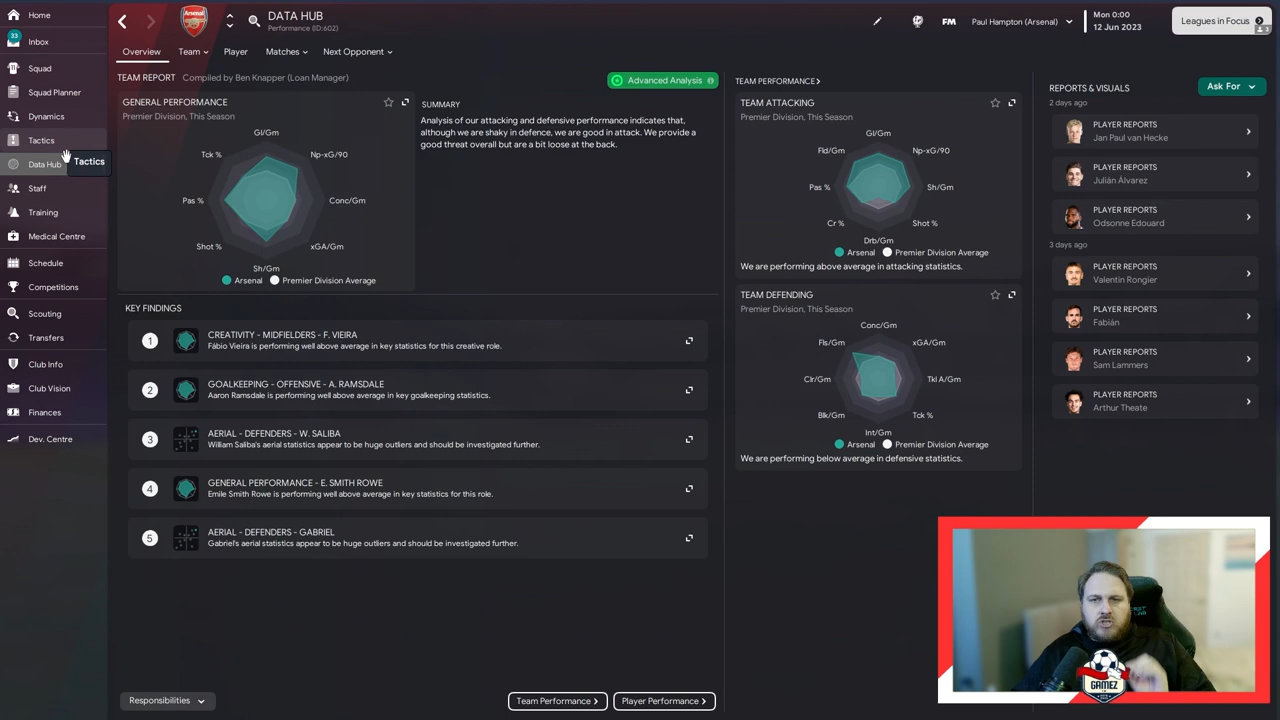 Home
33
Inbox
Squad
Squad Planner
Dynamics
Tactics
Data Hub
Tactics
Staff
Training
Medical Centre
Schedule
Competitions
Scouting
Transfers
Club Info
Club Vision
Finances
Dev. Centre
Arsenal
DATA HUB
Performance (ID:602)
FM
Paul Hampton (Arsenal)
Mon 0:00
12 Jun 2023
Leagues in Focus
3
Overview
Team
Player
Matches
Next Opponent
TEAM REPORT Compiled by Ben Knapper (Loan Manager)
Advanced Analysis
GENERAL PERFORMANCE
Premier Division, This Season
Gl/Gm
Tck %
Np-xG/90
Pas %
Conc/Gm
Shot %
xGA/Gm
Sh/Gm
Arsenal
Premier Division Average
SUMMARY
Analysis of our attacking and defensive performance indicates that,
although we are shaky in defence, we are good in attack. We provide a
good threat overall but are a bit loose at the back.
KEY FINDINGS
1
CREATIVITY - MIDFIELDERS - F. VIEIRA
Fábio Vieira is performing well above average in key statistics for this creative role.
2
GOALKEEPING - OFFENSIVE - A. RAMSDALE
Aaron Ramsdale is performing well above average in key goalkeeping statistics.
3
AERIAL - DEFENDERS - W. SALIBA
William Saliba's aerial statistics appear to be huge outliers and should be investigated further.
4
GENERAL PERFORMANCE - E. SMITH ROWE
Emile Smith Rowe is performing well above average in key statistics for this role.
5
AERIAL - DEFENDERS - GABRIEL
Gabriel's aerial statistics appear to be huge outliers and should be investigated further.
Responsibilities
Team Performance
Player Performance
TEAM PERFORMANCE
TEAM ATTACKING
Premier Division, This Season
Gl/Gm
Fld/Gm
Np-xG/90
Pas %
Sh/Gm
Cr %
Shot %
Drb/Gm
Arsenal
Premier Division Average
We are performing above average in attacking statistics.
TEAM DEFENDING
Premier Division, This Season
Conc/Gm
Fls/Gm
xGA/Gm
Clr/Gm
Tkl A/Gm
Blk/Gm
Tck %
Int/Gm
Arsenal
Premier Division Average
We are performing below average in defensive statistics.
REPORTS & VISUALS
Ask For
2 days ago
PLAYER REPORTS
Jan Paul van Hecke
PLAYER REPORTS
Julián Álvarez
PLAYER REPORTS
Odsonne Edouard
3 days ago
PLAYER REPORTS
Valentin Rongier
PLAYER REPORTS
Fabián
PLAYER REPORTS
Sam Lammers
PLAYER REPORTS
Arthur Theate
GAMEZ